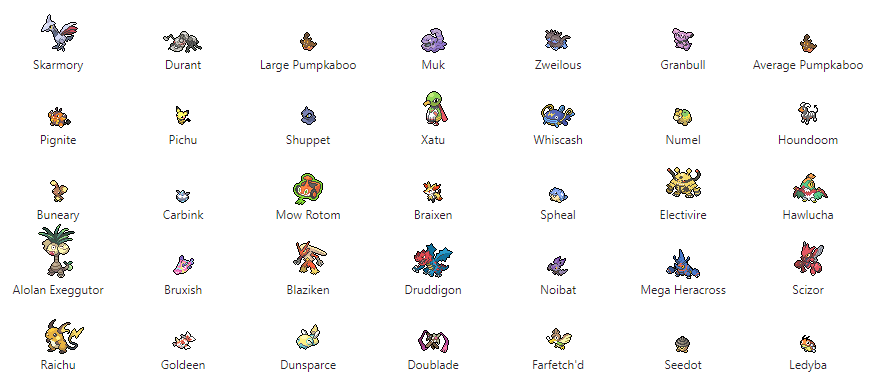 Skarmory Durant Large Pumpkaboo Muk Zweilous Granbull Average Pumpkaboo
Pignite Pichu Shuppet Xatu Whiscash Numel Houndoom
Buneary Carbink Mow Rotom Braixen Spheal Electivire Hawlucha
Alolan Exeggutor Bruxish Blaziken Druddigon Noibat Mega Heracross Scizor
Raichu Goldeen Dunsparce Doublade Farfetch'd Seedot Ledyba